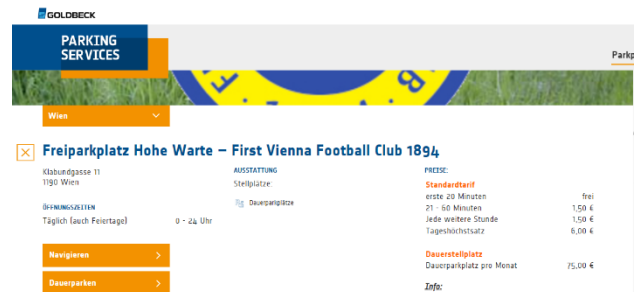 GOLDBECK
PARKING
SERVICES
Parkp
Wien
Freiparkplatz Hohe Warte – First Vienna Football Club 1894
Klabundgasse 11
1190 Wien
ÖFFNUNGSZEITEN
Täglich (auch Feiertage) 0 - 24 Uhr
Navigieren
Dauerparken
AUSSTATTUNG
Stellplätze:
Dauerparkplätze
PREISE:
Standardtarif
erste 20 Minuten frei
21 - 60 Minuten 1,50 €
Jede weitere Stunde 1,50 €
Tageshöchstsatz 6,00 €
Dauerstellplatz
Dauerparkplatz pro Monat 75,00 €
Info: